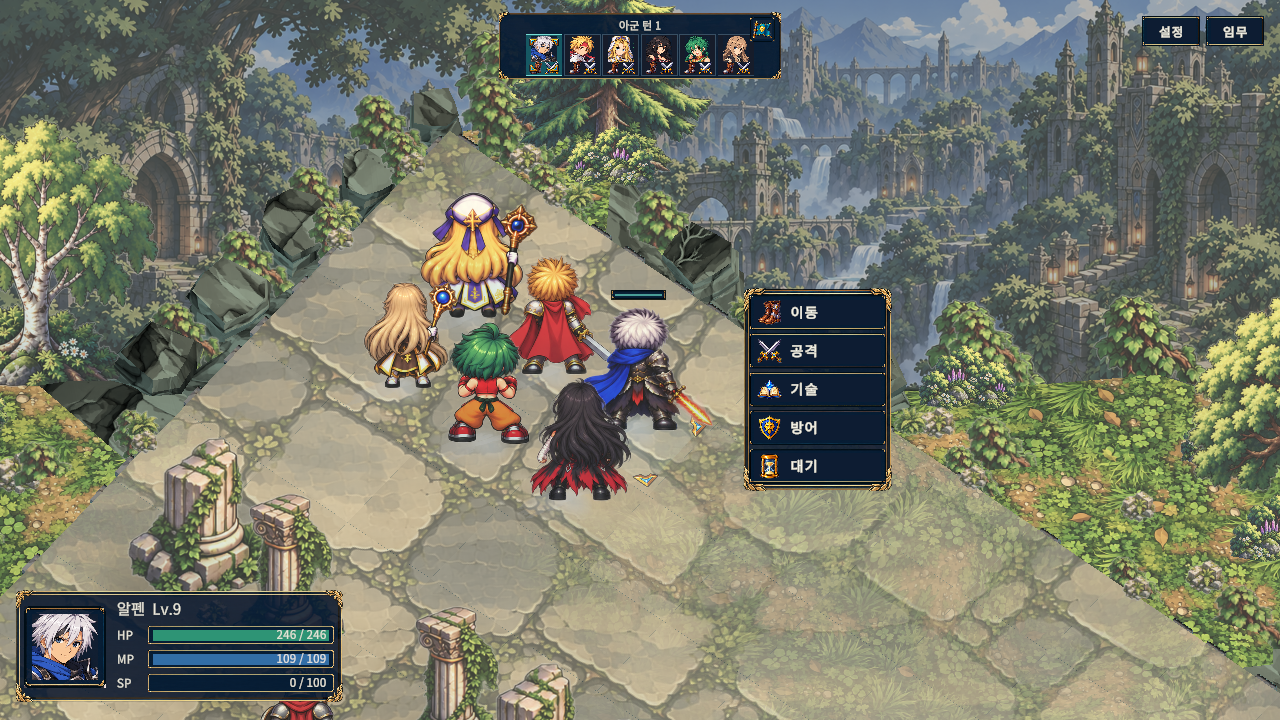 아군 턴 1
설정
임무
이동
공격
기술
방어
대기
알펜 Lv.9
HP 246 / 246
MP 109 / 109
SP 0 / 100